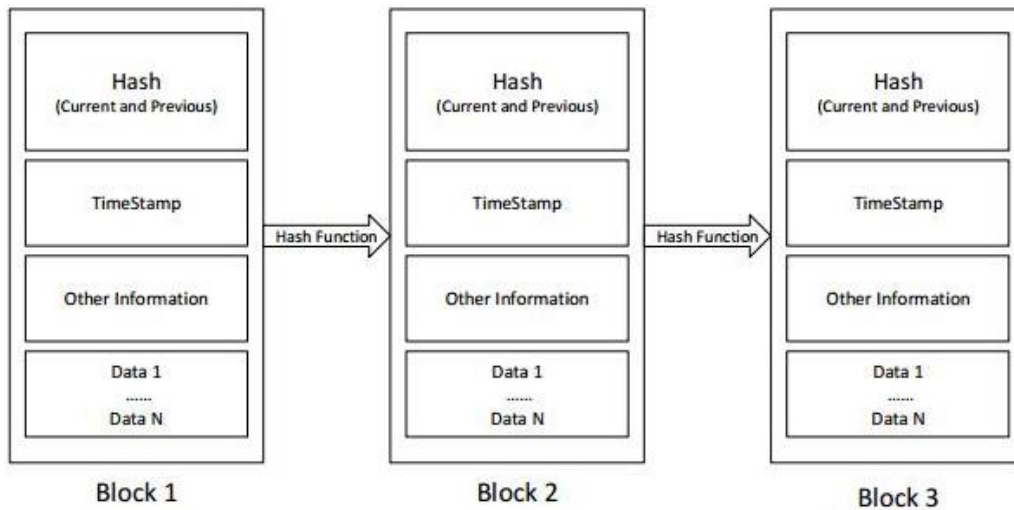 Hash
(Current and Previous)
TimeStamp
Other Information
Data 1
......
Data N
Block 1
Hash Function
Hash
(Current and Previous)
TimeStamp
Other Information
Data 1
......
Data N
Block 2
Hash Function
Hash
(Current and Previous)
TimeStamp
Other Information
Data 1
......
Data N
Block 3